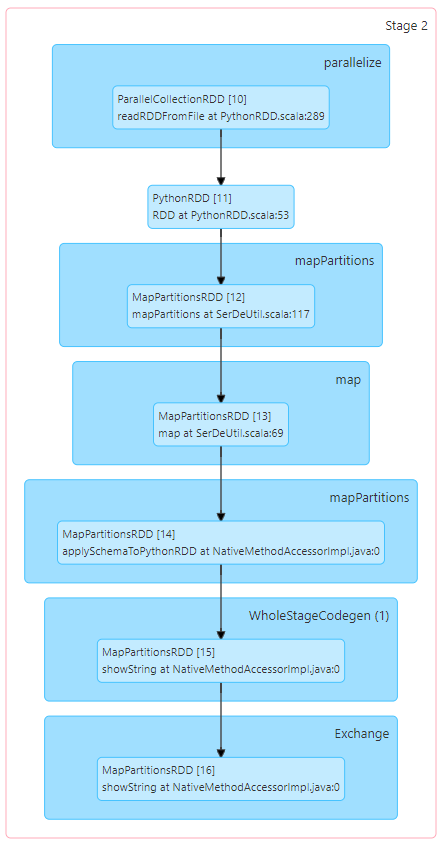 Stage 2
parallelize
ParallelCollectionRDD [10]
readRDDFromFile at PythonRDD.scala:289
PythonRDD [11]
RDD at PythonRDD.scala:53
mapPartitions
MapPartitionsRDD [12]
mapPartitions at SerDeUtil.scala:117
map
MapPartitionsRDD [13]
map at SerDeUtil.scala:69
mapPartitions
MapPartitionsRDD [14]
applySchemaToPythonRDD at NativeMethodAccessorImpl.java:0
WholeStageCodegen (1)
MapPartitionsRDD [15]
showString at NativeMethodAccessorImpl.java:0
Exchange
MapPartitionsRDD [16]
showString at NativeMethodAccessorImpl.java:0